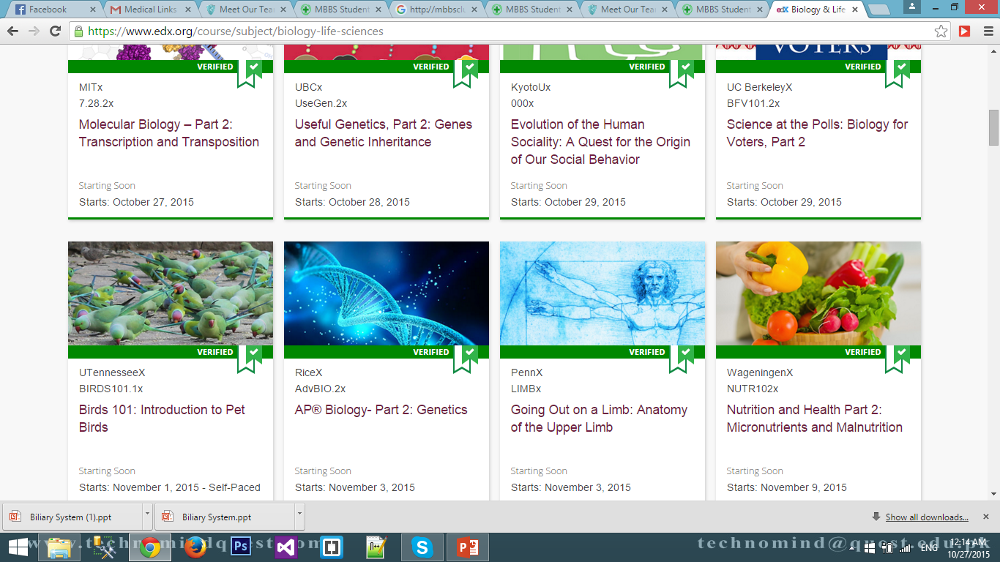 Facebook
Medical Links
Meet Our Tea
MBBS Student
http://mbbsclu
MBBS Student
Meet Our Tea
MBBS Student
edX Biology & Life
https://www.edx.org/course/subject/biology-life-sciences
VOTERS
VERIFIED
VERIFIED
VERIFIED
VERIFIED
MITx
7.28.2x
Molecular Biology – Part 2:
Transcription and Transposition
Starting Soon
Starts: October 27, 2015
UBCx
UseGen.2x
Useful Genetics, Part 2: Genes
and Genetic Inheritance
Starting Soon
Starts: October 28, 2015
KyotoUx
000x
Evolution of the Human
Sociality: A Quest for the Origin
of Our Social Behavior
Starting Soon
Starts: October 29, 2015
UC BerkeleyX
BFV101.2x
Science at the Polls: Biology for
Voters, Part 2
Starting Soon
Starts: October 29, 2015
VERIFIED
VERIFIED
VERIFIED
VERIFIED
UTennesseeX
BIRDS101.1x
Birds 101: Introduction to Pet
Birds
Starting Soon
Starts: November 1, 2015 - Self-Paced
RiceX
AdvBIO.2x
AP® Biology- Part 2: Genetics
Starting Soon
Starts: November 3, 2015
PennX
LIMBx
Going Out on a Limb: Anatomy
of the Upper Limb
Starting Soon
Starts: November 3, 2015
WageningenX
NUTR102x
Nutrition and Health Part 2:
Micronutrients and Malnutrition
Starting Soon
Starts: November 9, 2015
Biliary System (1).ppt
Biliary System.ppt
Show all downloads...
Ps
ENG
12:14 AM
10/27/2015